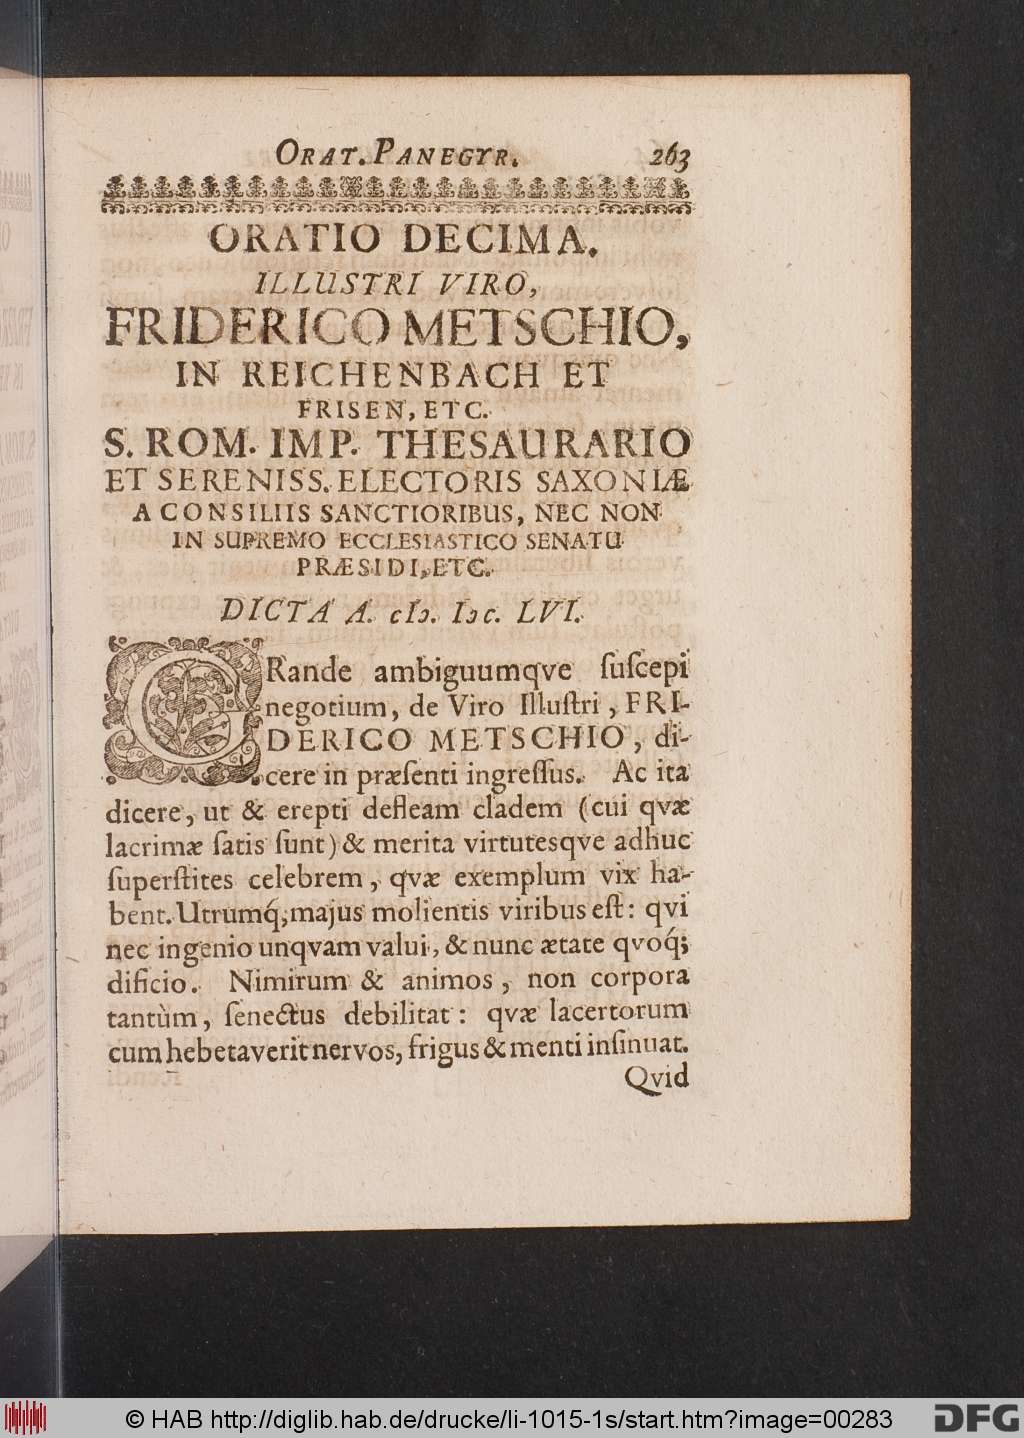 ORAT. PANEGYR. 263
ORATIO DECIMA.
ILLUSTRI VIRO,
FRIDERICO METSCHIO,
IN REICHENBACH ET
FRISEN, ETC.
S. ROM. IMP. THESAURARIO
ET SERENISS. ELECTORIS SAXONIÆ
A CONSILIIS SANCTIORIBUS, NEC NON
IN SUPREMO ECCLESIASTICO SENATU
PRÆSIDI, ETC.
DICTA A. cIɔ. Iɔc. LVI.
GRande ambiguumqve ſuſcepi
negotium, de Viro Illuſtri, FRI-
DERICO METSCHIO, di-
cere in præſenti ingreſſus. Ac ita
dicere, ut & erepti defleam cladem (cui qvæ
lacrimæ ſatis ſunt) & merita virtutesqve adhuc
ſuperſtites celebrem, qvæ exemplum vix ha-
bent. Utrumq́; majus molientis viribus eſt: qvi
nec ingenio unqvam valui, & nunc ætate qvoq́;
dificio. Nimirum & animos, non corpora
tantùm, ſenectus debilitat: qvæ lacertorum
cum hebetaverit nervos, frigus & menti inſinuat.
Qvid
© HAB http://diglib.hab.de/drucke/li-1015-1s/start.htm?image=00283
DFG